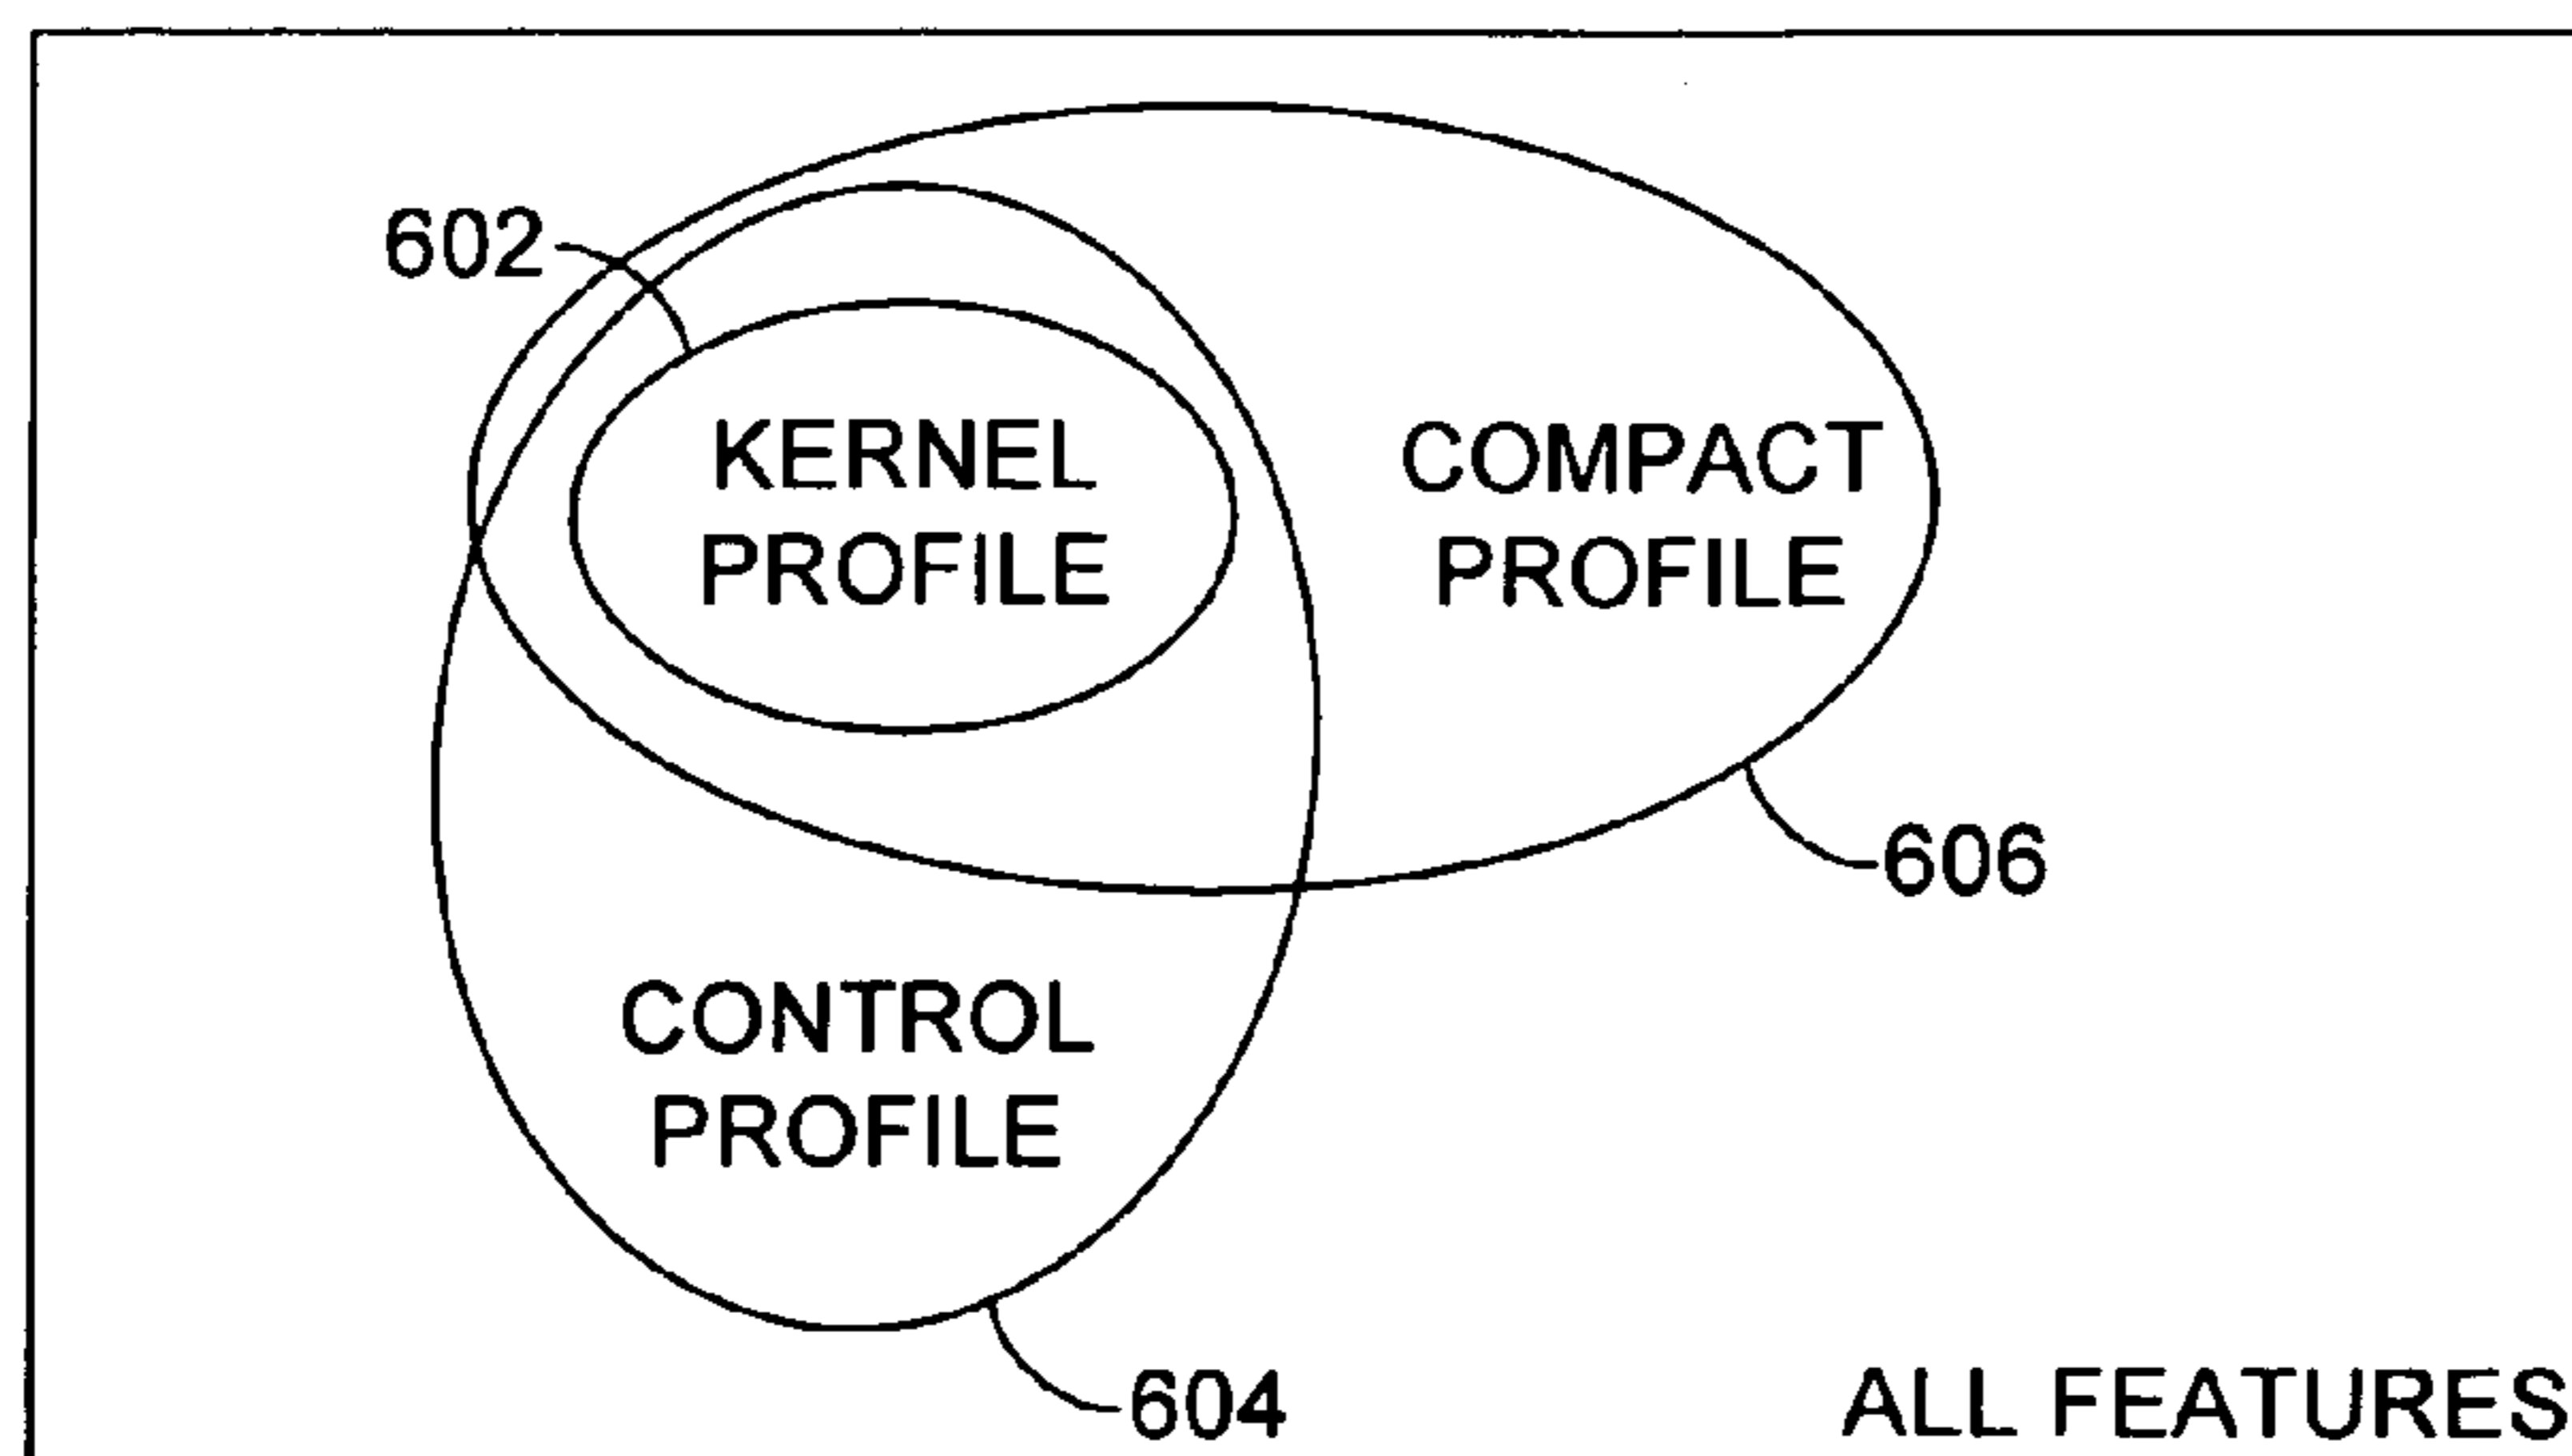 602
KERNEL
PROFILE
COMPACT
PROFILE
606
CONTROL
PROFILE
604
ALL FEATURES